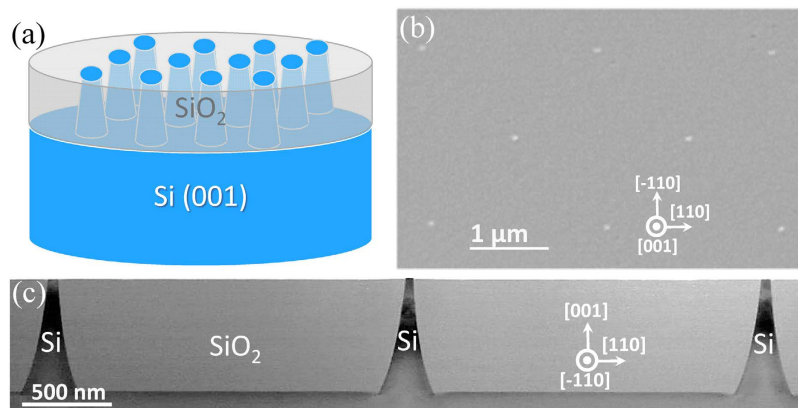 (a)
SiO₂
Si (001)
(b)
[-110]
[110]
[001]
1 μm
(c)
Si
SiO₂
500 nm
Si
[001]
[110]
[-110]
Si